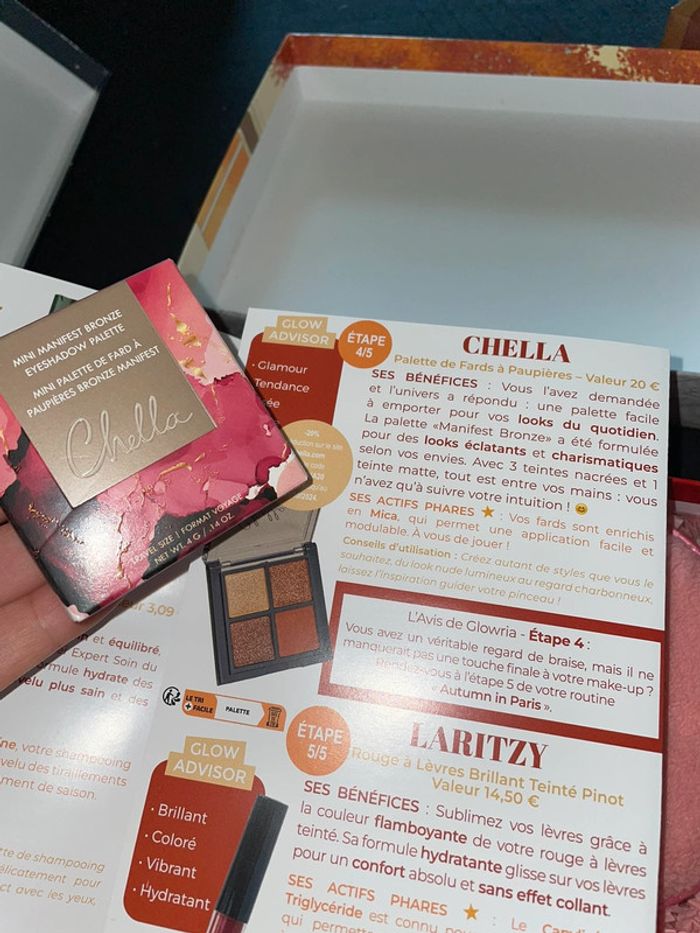 MINI MANIFEST BRONZE
EYESHADOW PALETTE
MINI PALETTE DE FARD À
PAUPIÈRES BRONZE MANIFEST
Chella
TRAVEL SIZE | FORMAT VOYAGE
NET WT. 4 G / .14 OZ.
GLOW
ADVISOR
• Glamour
Tendance
ÉTAPE
4/5
-20%
CHELLA
Palette de Fards à Paupières – Valeur 20 €
SES BÉNÉFICES : Vous l'avez demandée
et l'univers a répondu : une palette facile
à emporter pour vos looks du quotidien.
La palette «Manifest Bronze» a été formulée
pour des looks éclatants et charismatiques
selon vos envies. Avec 3 teintes nacrées et 1
teinte matte, tout est entre vos mains : vous
n'avez qu'à suivre votre intuition ! 😊
SES ACTIFS PHARES ★ : Vos fards sont enrichis
en Mica, qui permet une application facile et
modulable. À vous de jouer !
Conseils d'utilisation : Créez autant de styles que vous le
souhaitez, du look nude lumineux au regard charbonneux,
laissez l'inspiration guider votre pinceau !
L'Avis de Glowria - Étape 4 :
Vous avez un véritable regard de braise, mais il ne
manquerait pas une touche finale à votre make-up ?
Rendez-vous à l'étape 5 de votre routine
« Autumn in Paris ».
LE TRI
+ FACILE
PALETTE
3,09
et équilibré,
Expert Soin du
formule hydrate des
velu plus sain et des
votre shampooing
velu des tiraillements
ment de saison.
de shampooing
délicatement pour
ct avec les yeux.
GLOW
ADVISOR
• Brillant
• Coloré
• Vibrant
• Hydratant
ÉTAPE
5/5
LARITZY
Rouge à Lèvres Brillant Teinté Pinot
Valeur 14,50 €
SES BÉNÉFICES : Sublimez vos lèvres grâce à
la couleur flamboyante de votre rouge à lèvres
teinté. Sa formule hydratante glisse sur vos lèvres
pour un confort absolu et sans effet collant.
SES ACTIFS PHARES ★ : Le
Triglycéride est connu
qui